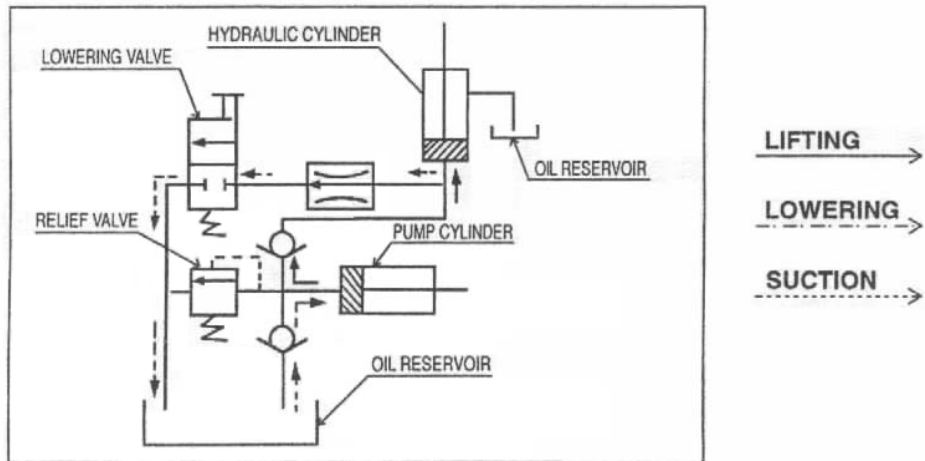 HYDRAULIC CYLINDER
LOWERING VALVE
OIL RESERVOIR
RELIEF VALVE
PUMP CYLINDER
OIL RESERVOIR
LIFTING
LOWERING
SUCTION